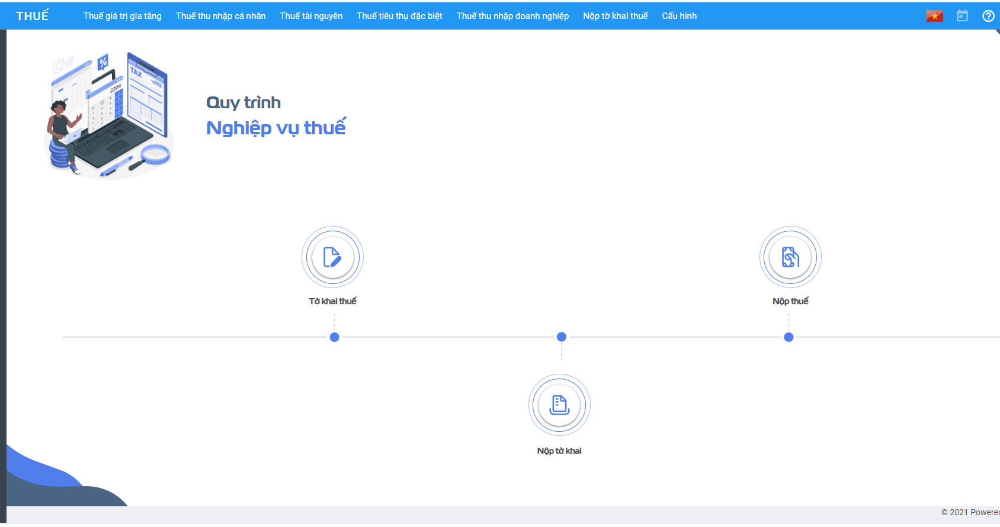 THUẾ
Thuế giá trị gia tăng
Thuế thu nhập cá nhân
Thuế tài nguyên
Thuế tiêu thụ đặc biệt
Thuế thu nhập doanh nghiệp
Nộp tờ khai thuế
Cấu hình
%
TAX
2304
Quy trình
Nghiệp vụ thuế
Tờ khai thuế
Nộp thuế
Nộp tờ khai
© 2021 Powered